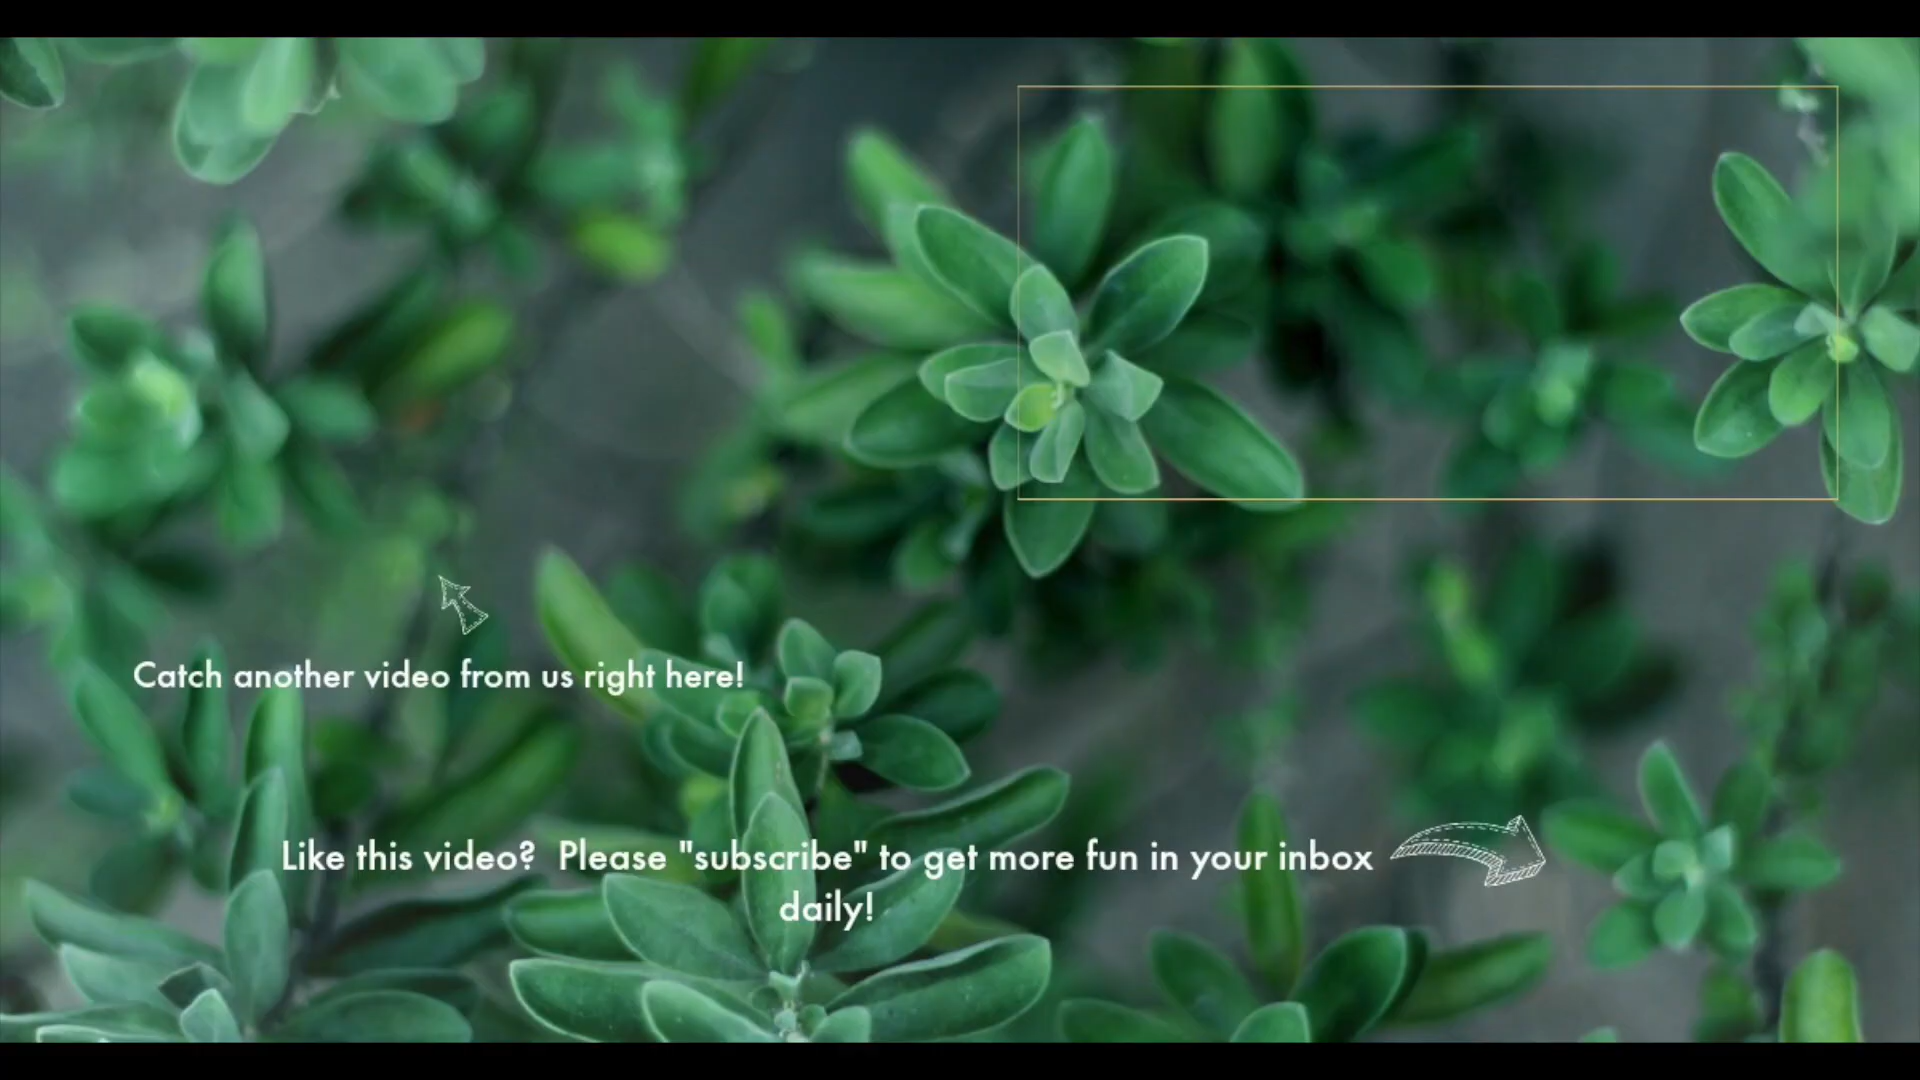 Catch another video from us right here!
Like this video?  Please "subscribe" to get more fun in your inbox
daily!